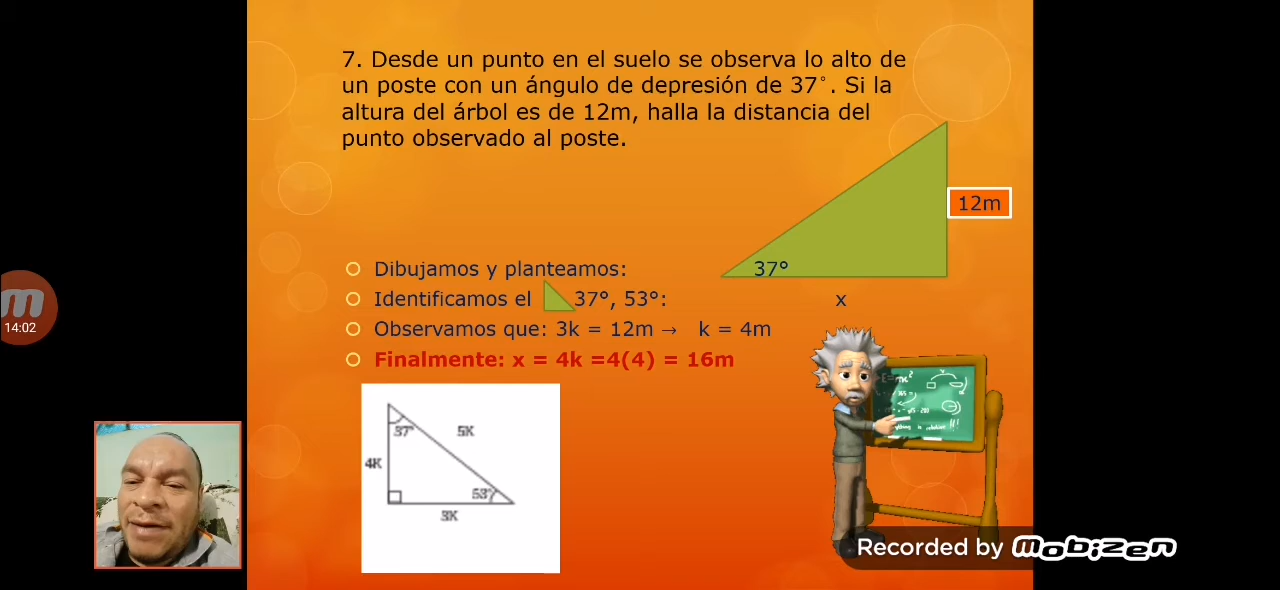 7. Desde un punto en el suelo se observa lo alto de
un poste con un ángulo de depresión de 37°. Si la
altura del árbol es de 12m, halla la distancia del
punto observado al poste.
12m
37°
x
Dibujamos y planteamos:
Identificamos el 37°, 53°:
Observamos que: 3k = 12m → k = 4m
Finalmente: x = 4k =4(4) = 16m
37°
5K
4K
53°
3K
14:02
Recorded by mobizen